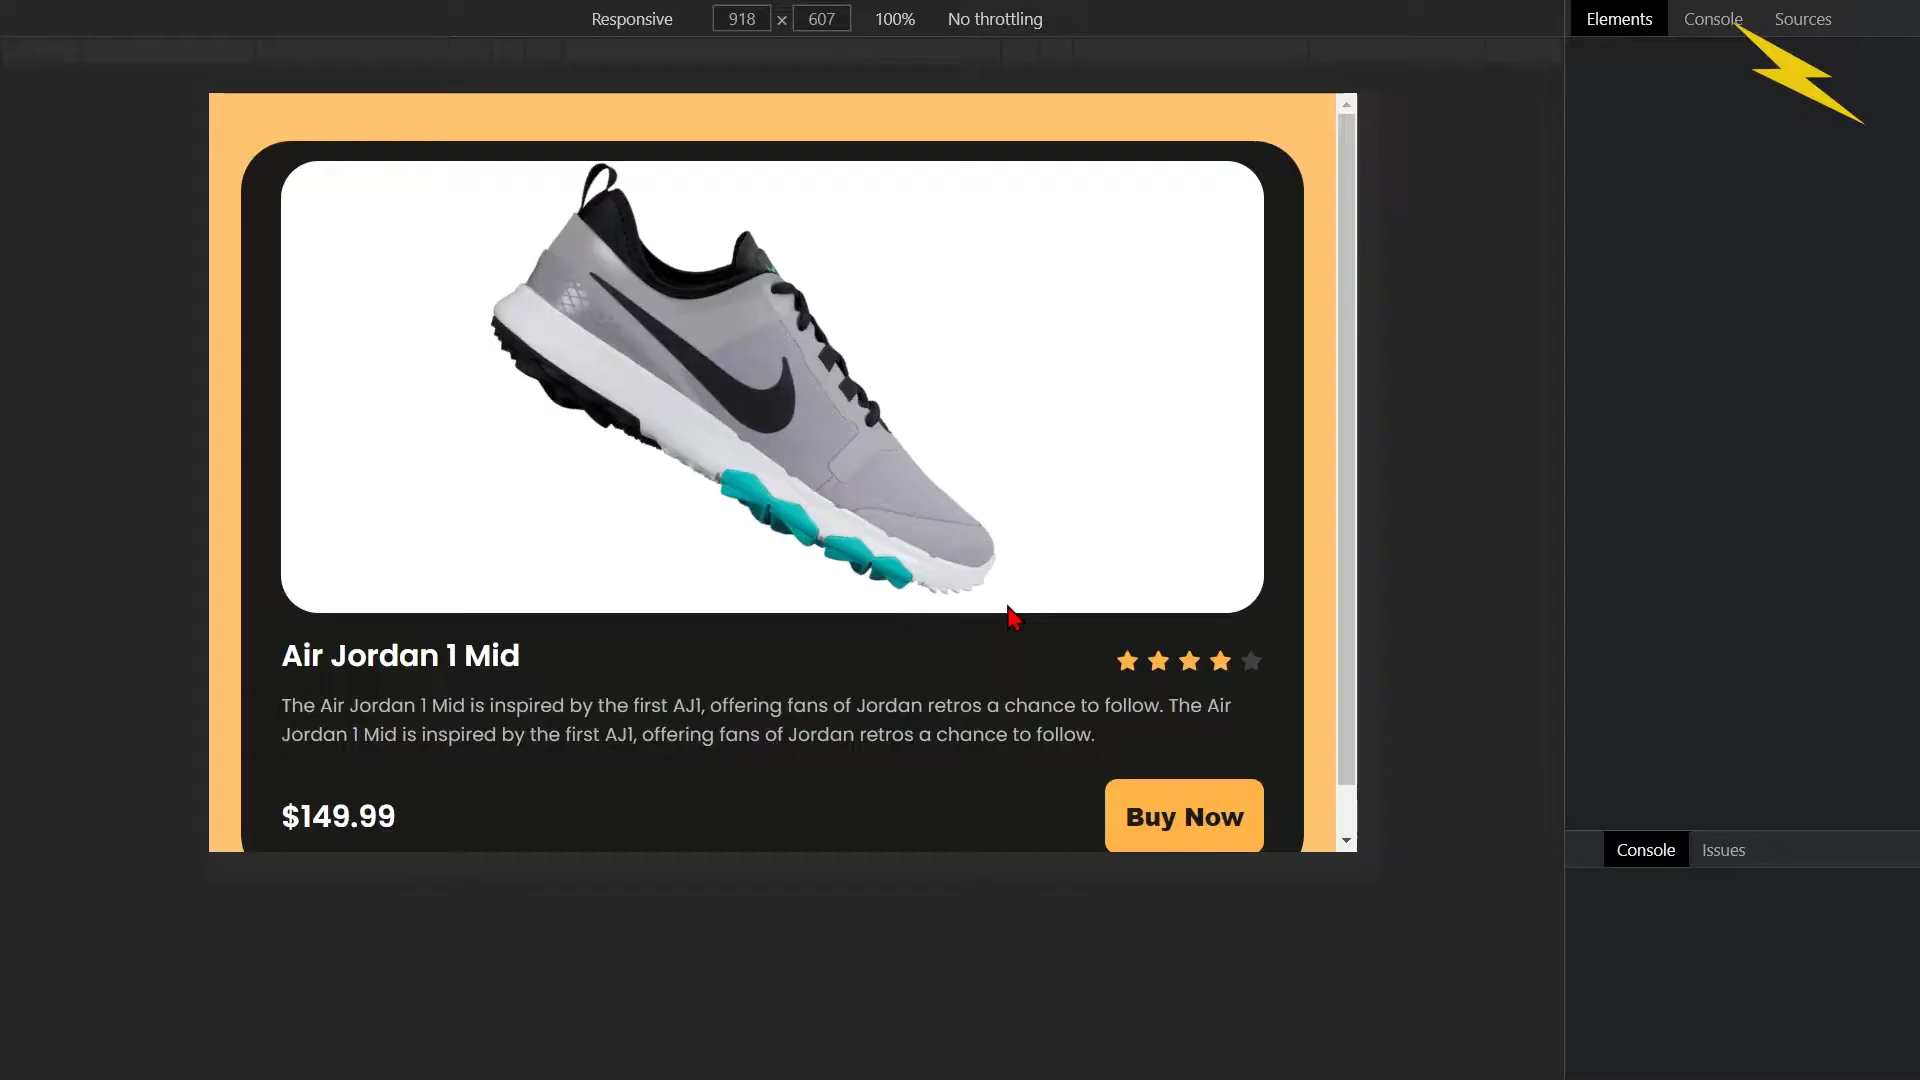 Responsive 918 × 607 100% No throttling
Elements Console Sources
Air Jordan 1 Mid
The Air Jordan 1 Mid is inspired by the first AJ1, offering fans of Jordan retros a chance to follow. The Air
Jordan 1 Mid is inspired by the first AJ1, offering fans of Jordan retros a chance to follow.
$149.99
Buy Now
Console Issues